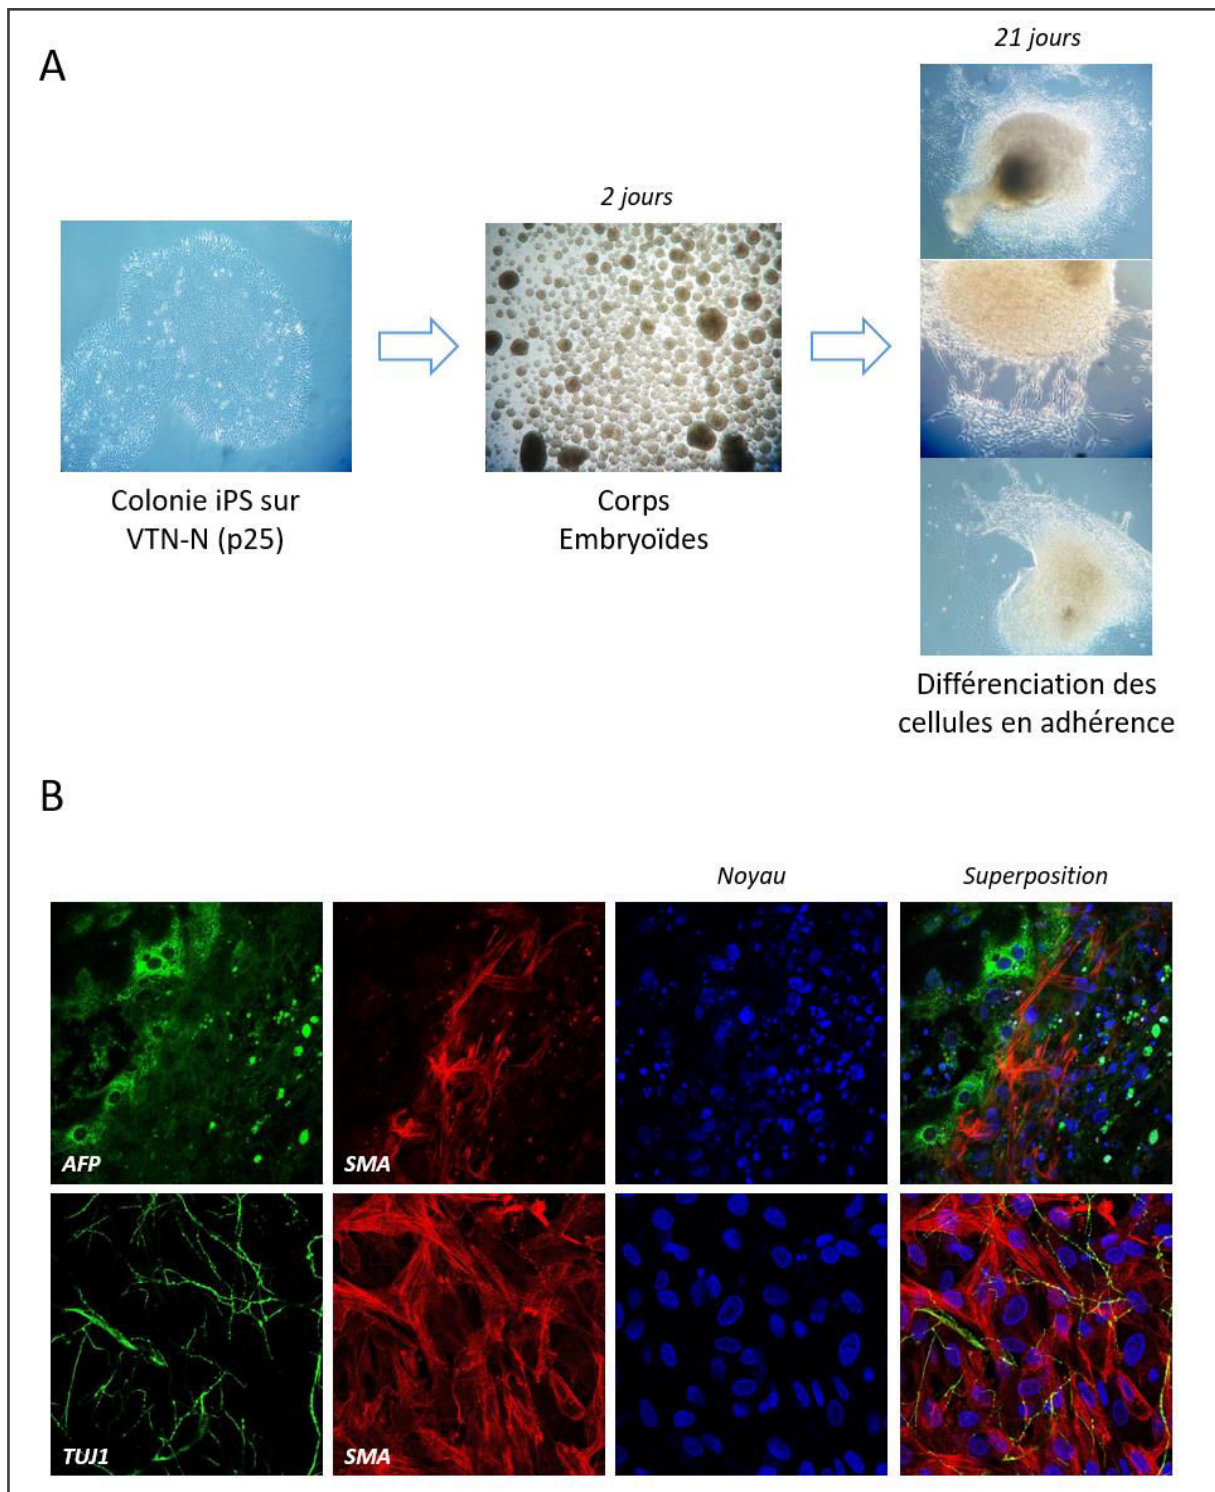 A
21 jours
2 jours
Colonie iPS sur
VTN-N (p25)
Corps
Embryoïdes
Différenciation des
cellules en adhérence
B
Noyau
Superposition
AFP
SMA
TUJ1
SMA